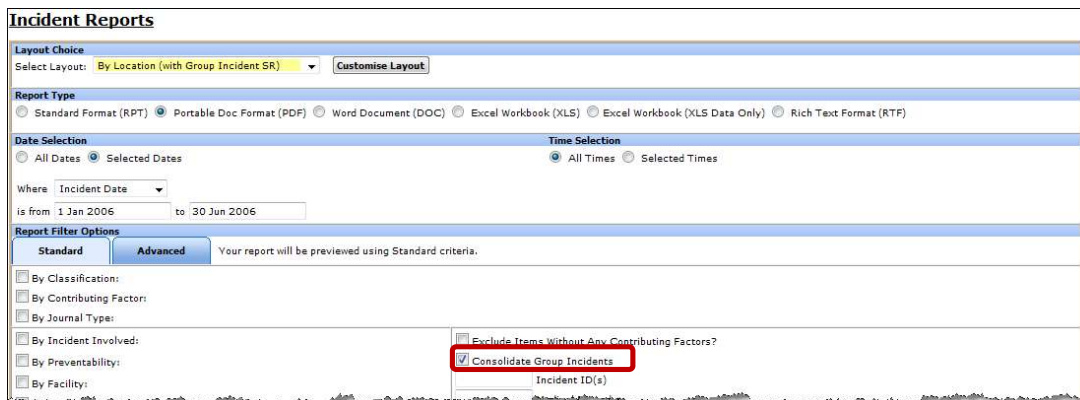 Incident Reports
Layout Choice
Select Layout: By Location (with Group Incident SR) Customise Layout
Report Type
Standard Format (RPT) Portable Doc Format (PDF) Word Document (DOC) Excel Workbook (XLS) Excel Workbook (XLS Data Only) Rich Text Format (RTF)
Date Selection Time Selection
All Dates Selected Dates All Times Selected Times
Where Incident Date
is from 1 Jan 2006 to 30 Jun 2006
Report Filter Options
Standard Advanced Your report will be previewed using Standard criteria.
By Classification:
By Contributing Factor:
By Journal Type:
By Incident Involved: Exclude Items Without Any Contributing Factors?
By Preventability: Consolidate Group Incidents
By Facility: Incident ID(s)